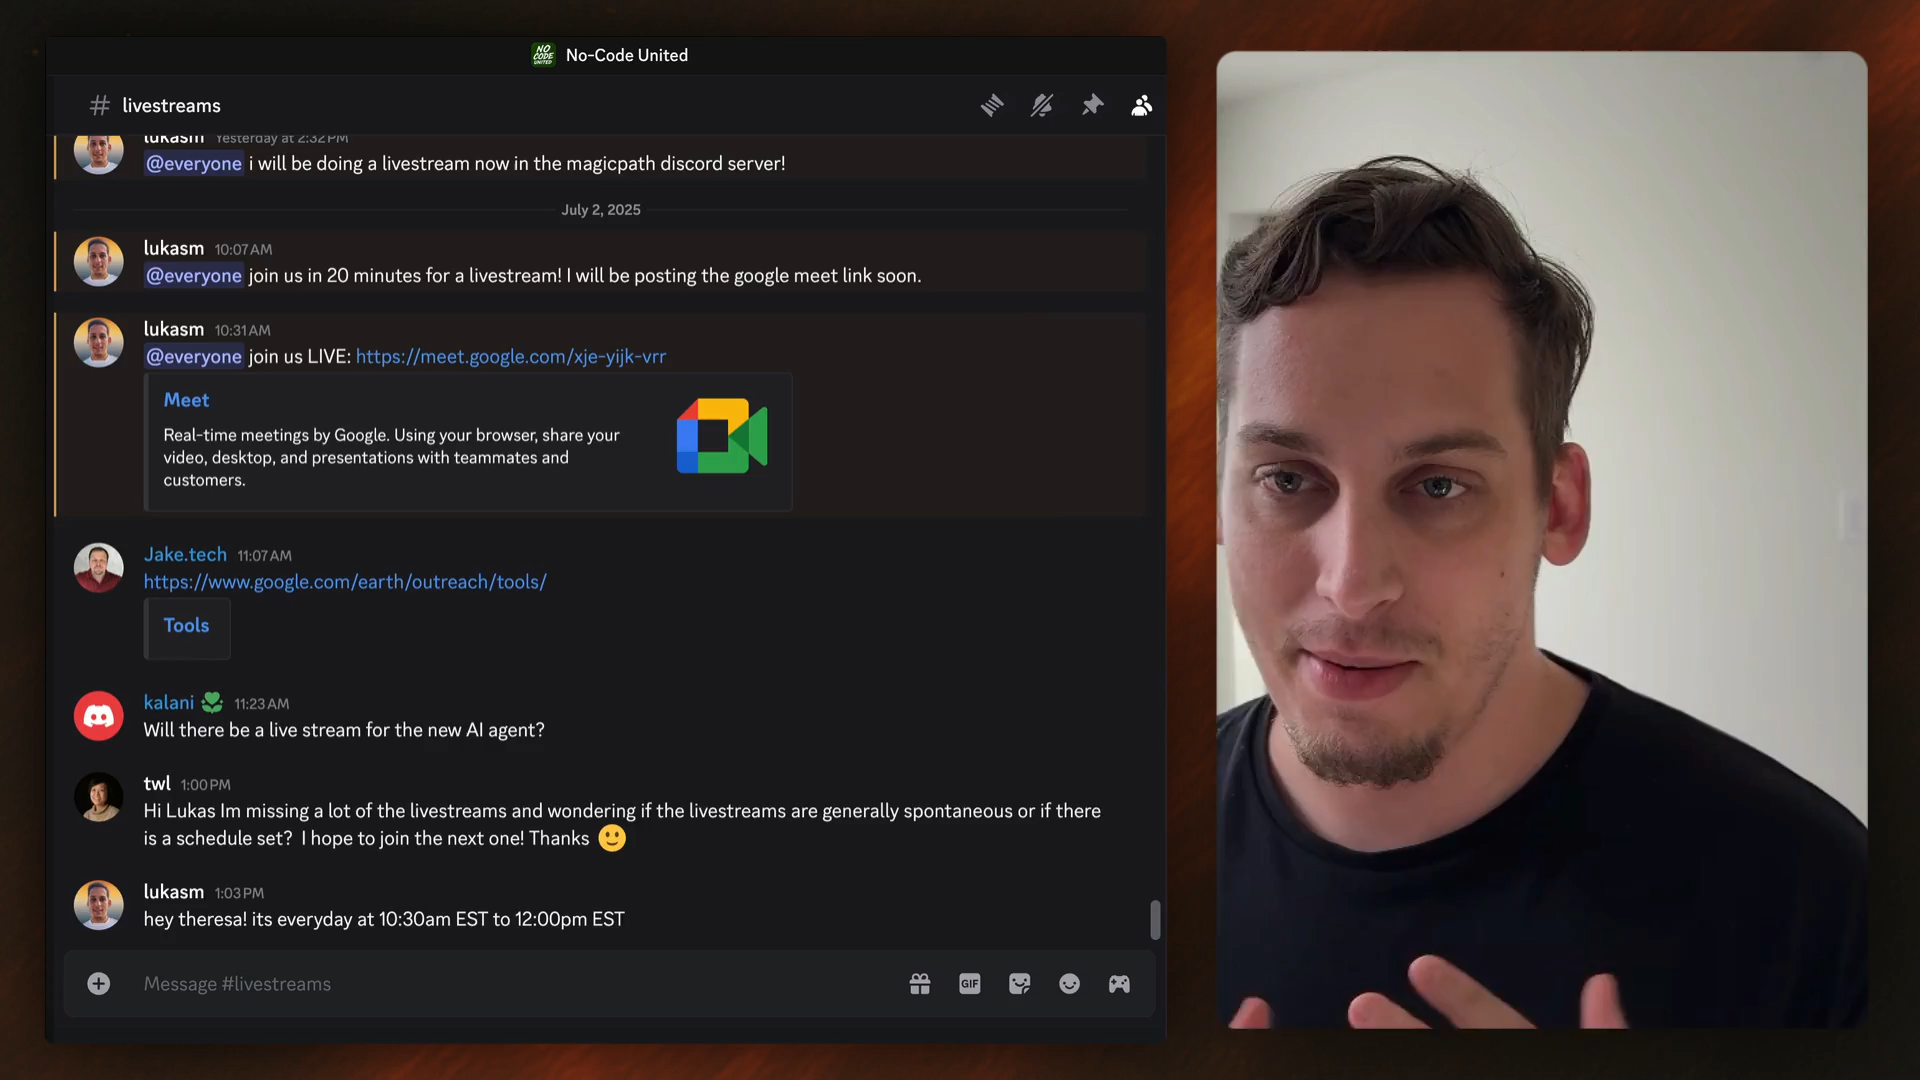 NO CODE UNITED
No-Code United
# livestreams
lukasm Yesterday at 2:32 PM
@everyone i will be doing a livestream now in the magicpath discord server!
July 2, 2025
lukasm 10:07 AM
@everyone join us in 20 minutes for a livestream! I will be posting the google meet link soon.
lukasm 10:31 AM
@everyone join us LIVE: https://meet.google.com/xje-yijk-vrr
Meet
Real-time meetings by Google. Using your browser, share your
video, desktop, and presentations with teammates and
customers.
Jake.tech 11:07 AM
https://www.google.com/earth/outreach/tools/
Tools
kalani 11:23 AM
Will there be a live stream for the new AI agent?
twl 1:00 PM
Hi Lukas Im missing a lot of the livestreams and wondering if the livestreams are generally spontaneous or if there
is a schedule set? I hope to join the next one! Thanks 🙂
lukasm 1:03 PM
hey theresa! its everyday at 10:30am EST to 12:00pm EST
Message #livestreams
GIF